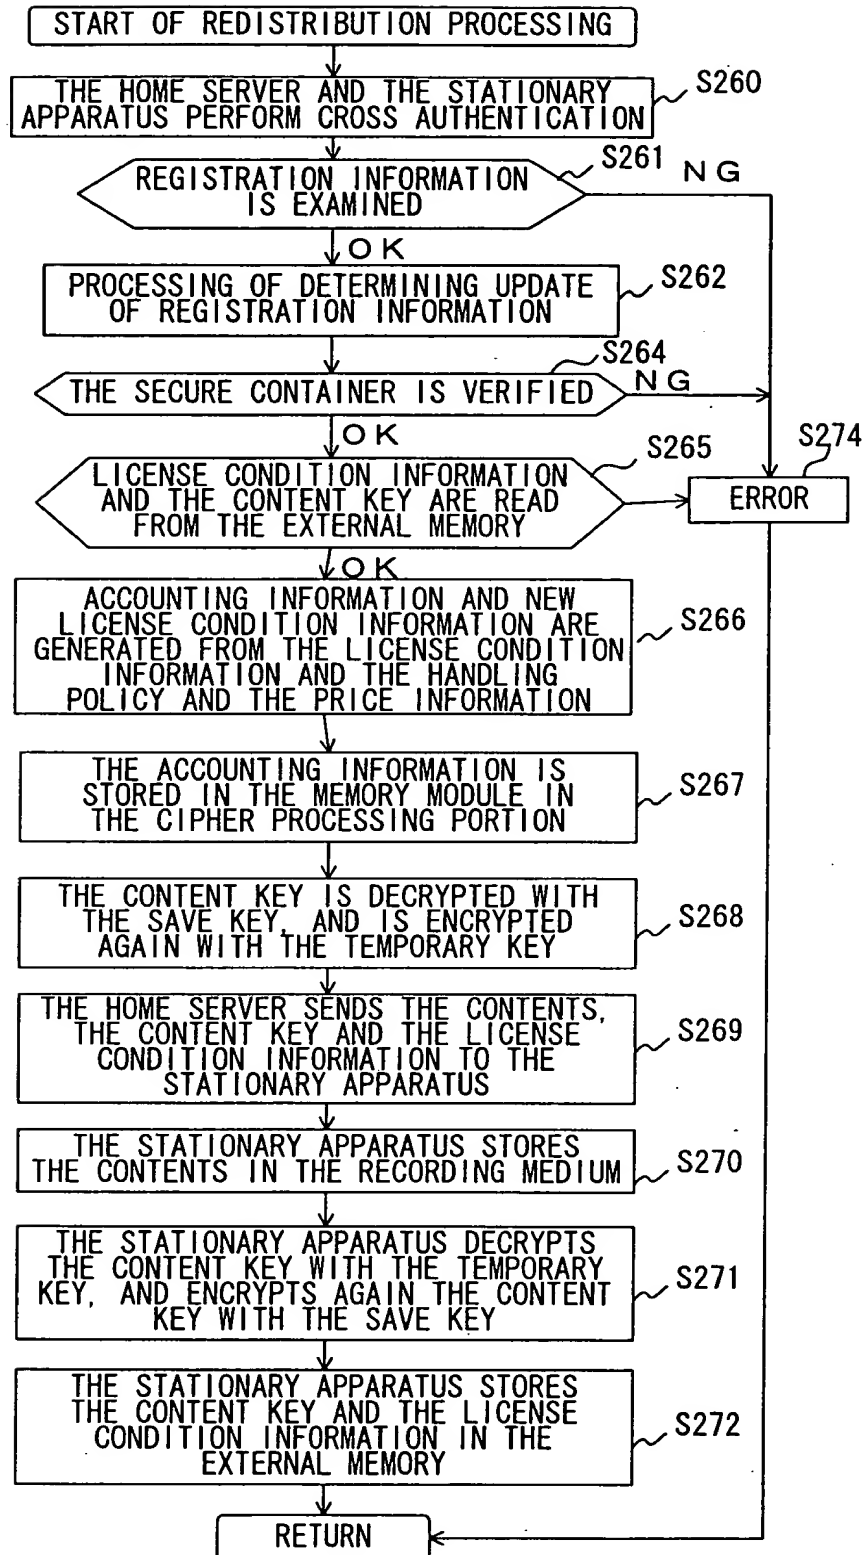 START OF REDISTRIBUTION PROCESSING
THE HOME SERVER AND THE STATIONARY
APPARATUS PERFORM CROSS AUTHENTICATION
S260
REGISTRATION INFORMATION
IS EXAMINED
S261
NG
OK
PROCESSING OF DETERMINING UPDATE
OF REGISTRATION INFORMATION
S262
THE SECURE CONTAINER IS VERIFIED
S264
NG
OK
LICENSE CONDITION INFORMATION
AND THE CONTENT KEY ARE READ
FROM THE EXTERNAL MEMORY
S265
S274
ERROR
OK
ACCOUNTING INFORMATION AND NEW
LICENSE CONDITION INFORMATION ARE
GENERATED FROM THE LICENSE CONDITION
INFORMATION AND THE HANDLING
POLICY AND THE PRICE INFORMATION
S266
THE ACCOUNTING INFORMATION IS
STORED IN THE MEMORY MODULE IN
THE CIPHER PROCESSING PORTION
S267
THE CONTENT KEY IS DECRYPTED WITH
THE SAVE KEY, AND IS ENCRYPTED
AGAIN WITH THE TEMPORARY KEY
S268
THE HOME SERVER SENDS THE CONTENTS,
THE CONTENT KEY AND THE LICENSE
CONDITION INFORMATION TO THE
STATIONARY APPARATUS
S269
THE STATIONARY APPARATUS STORES
THE CONTENTS IN THE RECORDING MEDIUM
S270
THE STATIONARY APPARATUS DECRYPTS
THE CONTENT KEY WITH THE TEMPORARY
KEY, AND ENCRYPTS AGAIN THE CONTENT
KEY WITH THE SAVE KEY
S271
THE STATIONARY APPARATUS STORES
THE CONTENT KEY AND THE LICENSE
CONDITION INFORMATION IN THE
EXTERNAL MEMORY
S272
RETURN